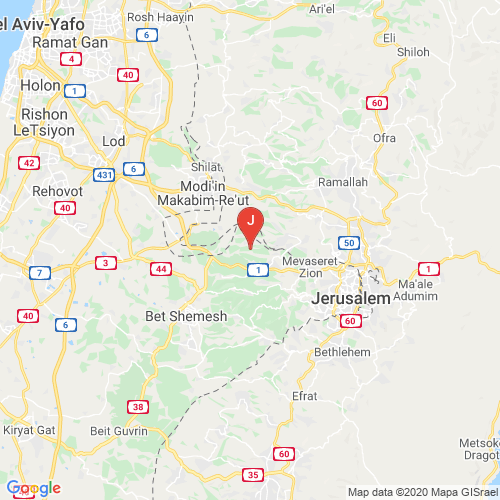 Rosh Haayin
Ari'el
el Aviv-Yafo
6
Eli
Ramat Gan
Shiloh
4
40
Holon
1
60
Rishon
LeTsiyon
Ofra
Lod
42
6
Shilat
431
Ramallah
Rehovot
Modi'in
Makabim-Re'ut
40
J
50
3
Mevaseret
Zion
7
44
1
1
Ma'ale
Adumim
Jerusalem
40
Bet Shemesh
6
60
Bethlehem
Efrat
38
Kiryat Gat
Beit Guvrin
Metsoke
Dragot
60
35
Google
Map data ©2020 Mapa GISrael